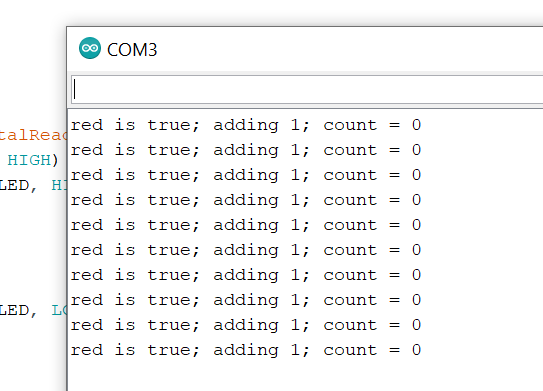 COM3
red is true; adding 1; count = 0
red is true; adding 1; count = 0
red is true; adding 1; count = 0
red is true; adding 1; count = 0
red is true; adding 1; count = 0
red is true; adding 1; count = 0
red is true; adding 1; count = 0
red is true; adding 1; count = 0
red is true; adding 1; count = 0
red is true; adding 1; count = 0
talRead
HIGH)
LED, HI
LED, LO